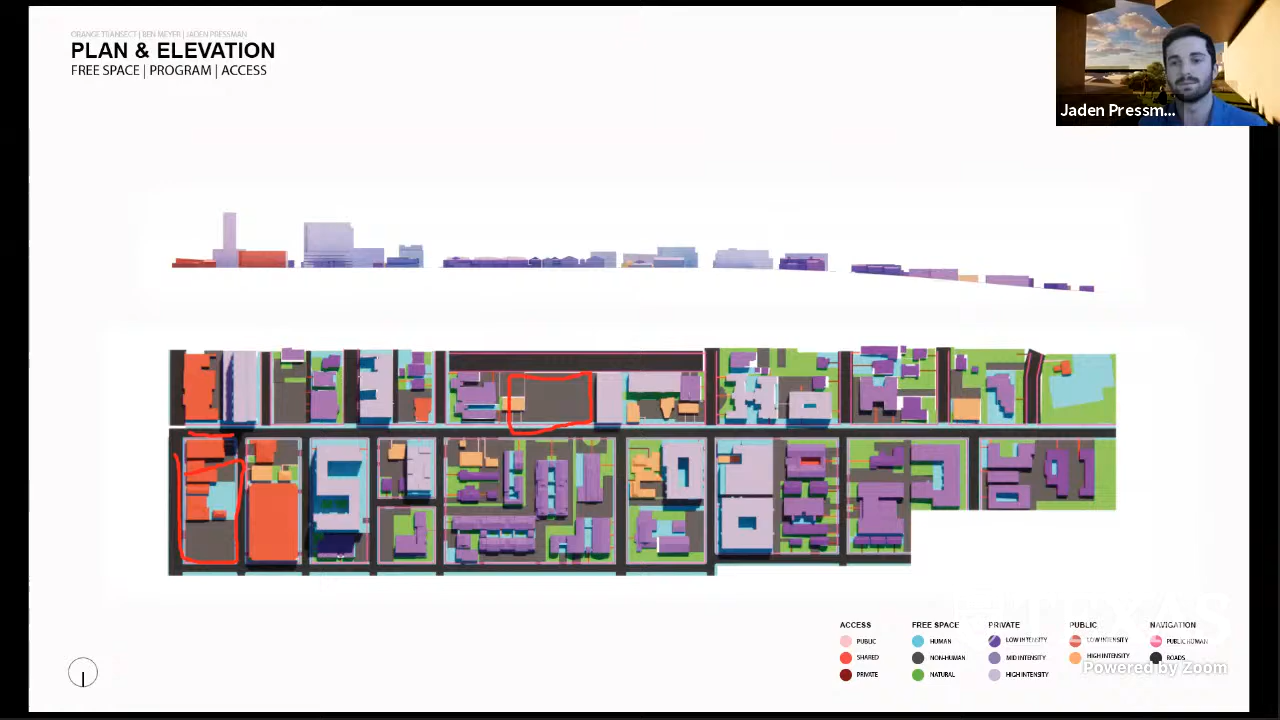 ORANGE TRANSECT | BEN MEYER | JADEN PRESSMAN
PLAN & ELEVATION
FREE SPACE | PROGRAM | ACCESS
Jaden Pressm...
ACCESS
PUBLIC
SHARED
PRIVATE
FREE SPACE
HUMAN
NON-HUMAN
NATURAL
PRIVATE
LOW INTENSITY
MID INTENSITY
HIGH INTENSITY
PUBLIC
LOW INTENSITY
HIGH INTENSITY
NAVIGATION
PUBLIC HUMAN
ROADS
TEXAS
Powered by Zoom